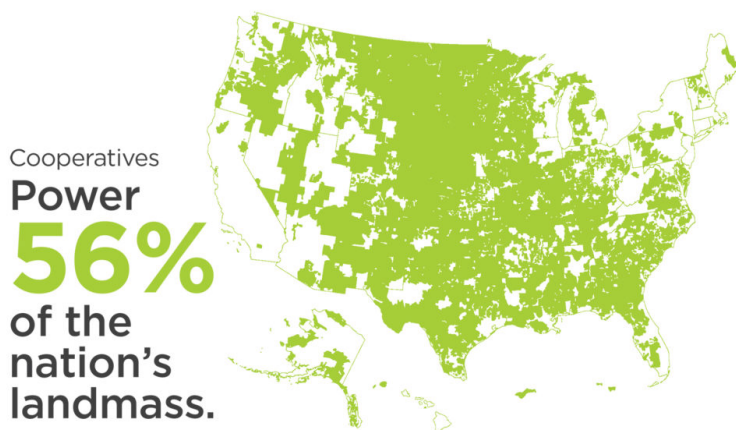 Cooperatives
Power
56%
of the
nation’s
landmass.